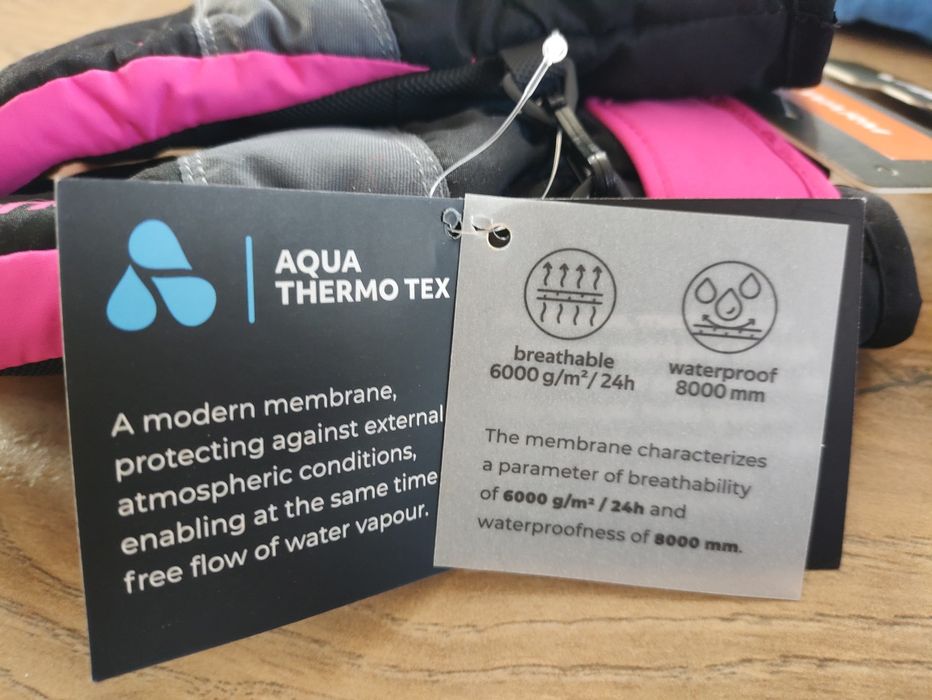 AQUA
THERMO TEX
A modern membrane,
protecting against external
atmospheric conditions,
enabling at the same time
free flow of water vapour.
breathable
6000 g/m²/ 24h
waterproof
8000 mm
The membrane characterizes
a parameter of breathability
of 6000 g/m² / 24h and
waterproofness of 8000 mm.